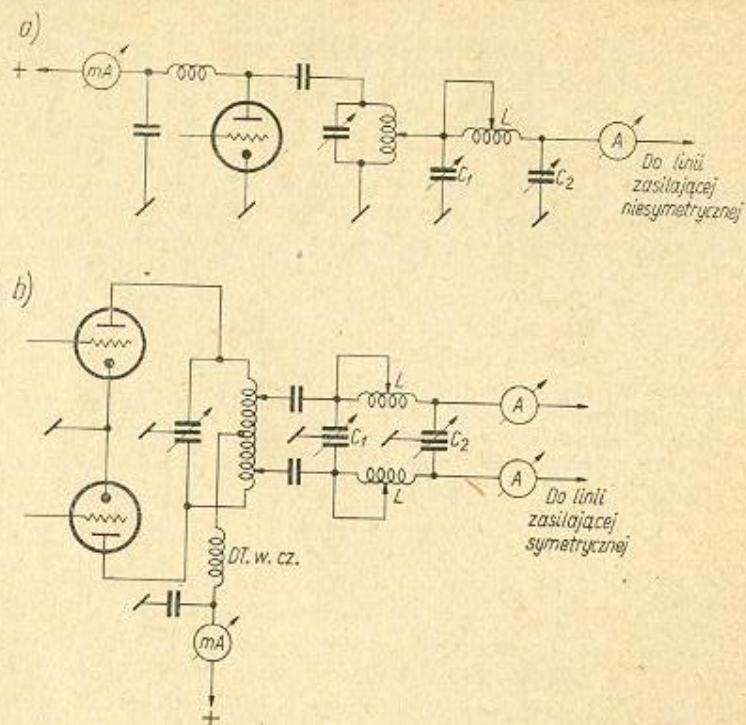 a)
+
mA
L
C1
C2
A
Do linii
zasilającej
niesymetrycznej
b)
L
A
C1
C2
L
A
Do linii
zasilającej
symetrycznej
Dł. w. cz.
mA
+